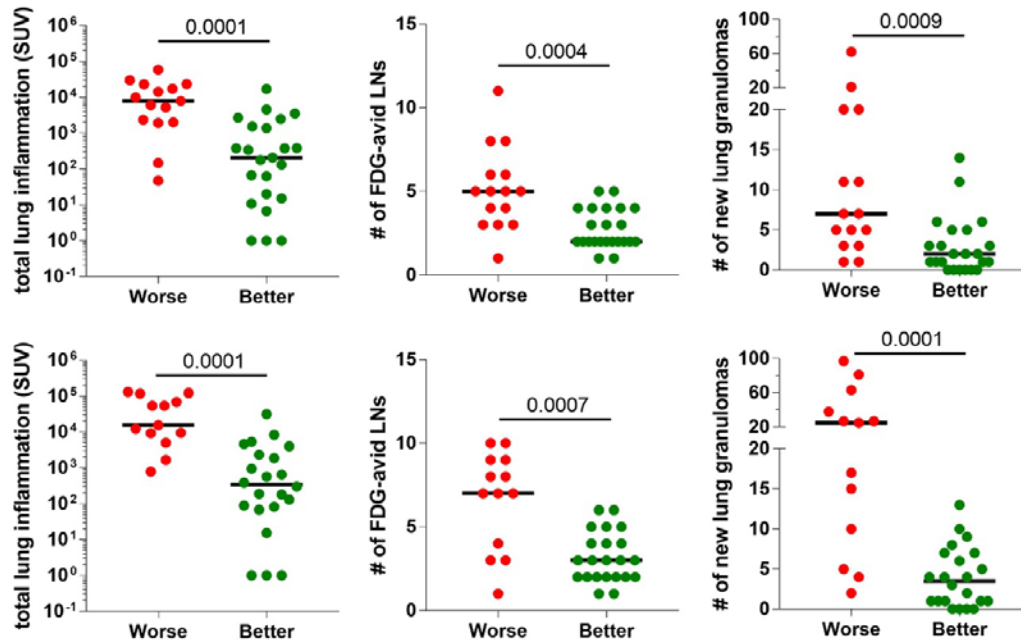 total lung inflammation (SUV)
10⁶
10⁵
10⁴
10³
10²
10¹
10⁰
10⁻¹
0.0001
Worse
Better
# of FDG-avid LNs
15
10
5
0
0.0004
Worse
Better
# of new lung granulomas
100
60
20
20
15
10
5
0
0.0009
Worse
Better
total lung inflammation (SUV)
10⁶
10⁵
10⁴
10³
10²
10¹
10⁰
10⁻¹
0.0001
Worse
Better
# of FDG-avid LNs
15
10
5
0
0.0007
Worse
Better
# of new lung granulomas
100
60
20
20
15
10
5
0
0.0001
Worse
Better